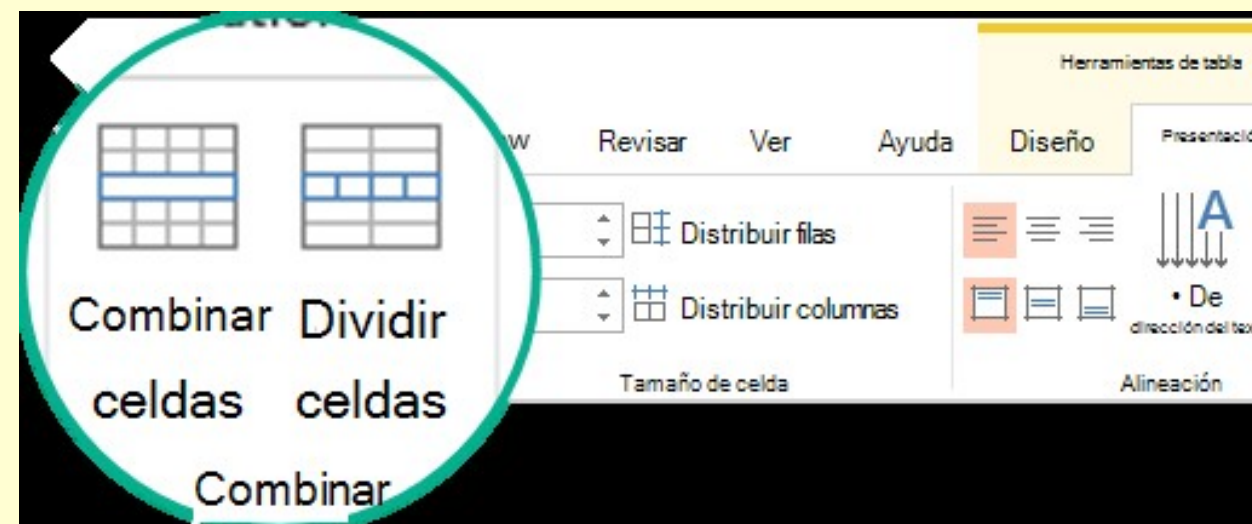 Herramientas de tabla
Revisar Ver Ayuda Diseño
Combinar celdas
Dividir celdas
Combinar
Distribuir filas
Distribuir columnas
Tamaño de celda
A
• De
dirección del
Alineación